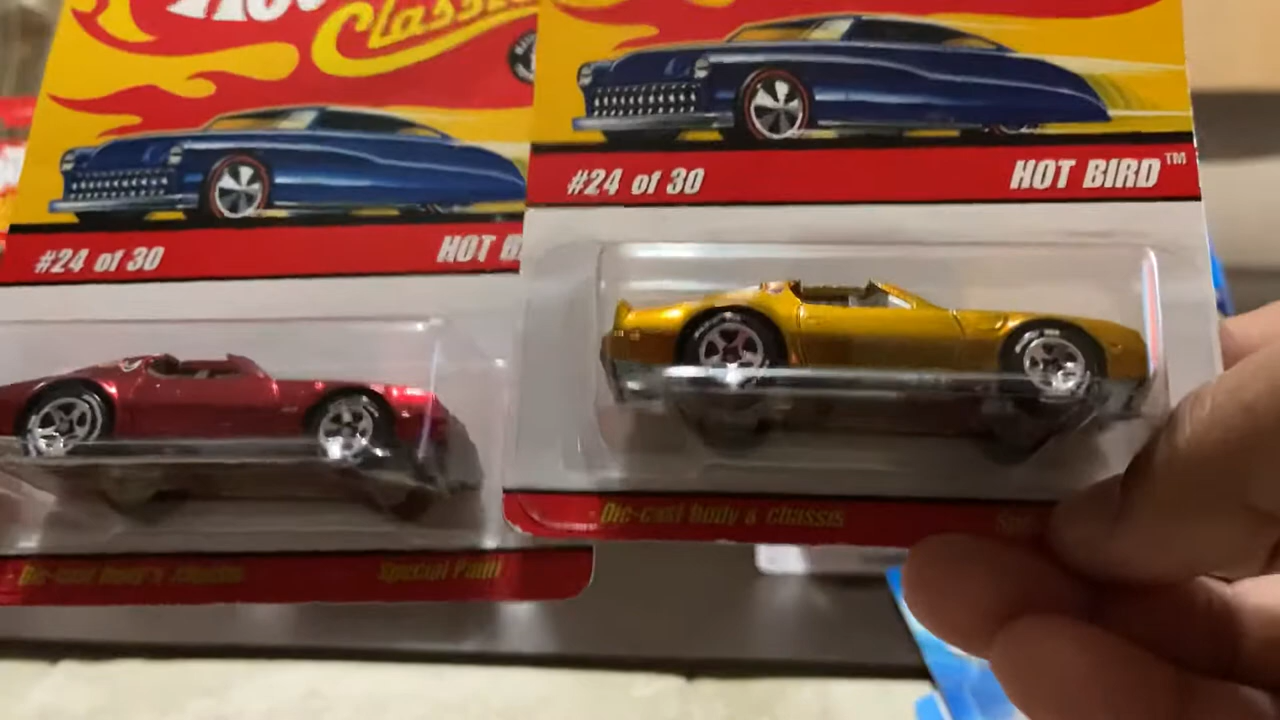 Hot
Classics
#24 of 30
HOT B
#24 of 30
HOT BIRD™
Die-cast body & chassis
Die-cast body & chassis
Special Paint